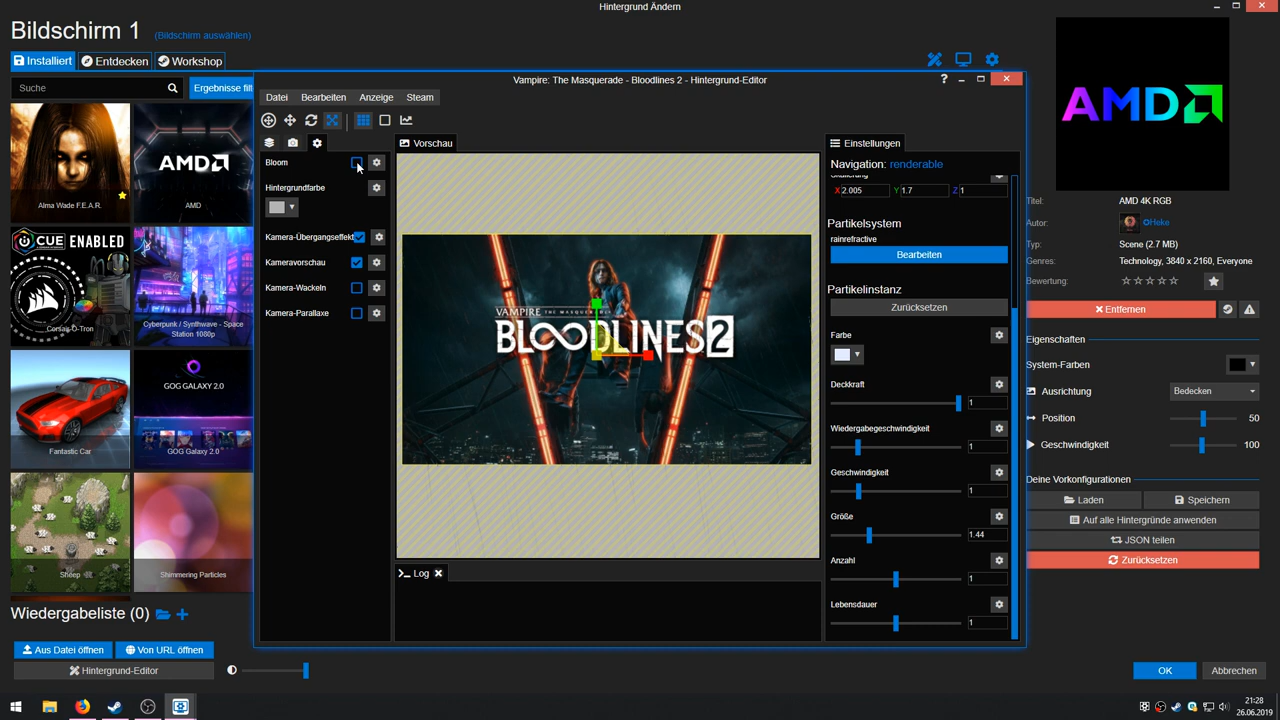 Hintergrund Ändern
Bildschirm 1 (Bildschirm auswählen)
Installiert
Entdecken
Workshop
Suche
Ergebnisse filt
Alma Wade F.E.A.R.
AMD
AMD
CUE ENABLED
Corsair O-Tron
Cyberpunk / Synthwave - Space Station 1080p
Fantastic Car
GOG GALAXY 2.0
GOG Galaxy 2.0
Sheep
Shimmering Particles
Wiedergabeliste (0)
Aus Datei öffnen
Von URL öffnen
Hintergrund-Editor
Vampire: The Masquerade - Bloodlines 2 - Hintergrund-Editor
?
Datei
Bearbeiten
Anzeige
Steam
Bloom
Hintergrundfarbe
Kamera-Übergangseffekt
Kameravorschau
Kamera-Wackeln
Kamera-Parallaxe
Vorschau
VAMPIRE THE MASQUERADE
BLOODLINES 2
Log
Einstellungen
Navigation: renderable
Skalierung
X 2.005 Y 1.7 Z 1
Partikelsystem
rainrefractive
Bearbeiten
Partikelinstanz
Zurücksetzen
Farbe
Deckkraft
1
Wiedergabegeschwindigkeit
1
Geschwindigkeit
1
Größe
1.44
Anzahl
1
Lebensdauer
1
AMD
Titel: AMD 4K RGB
Autor: Heke
Typ: Scene (2.7 MB)
Genres: Technology, 3840 x 2160, Everyone
Bewertung:
Entfernen
Eigenschaften
System-Farben
Ausrichtung Bedecken
Position 50
Geschwindigkeit 100
Deine Vorkonfigurationen
Laden
Speichern
Auf alle Hintergründe anwenden
JSON teilen
Zurücksetzen
OK
Abbrechen
21:28
26.06.2019